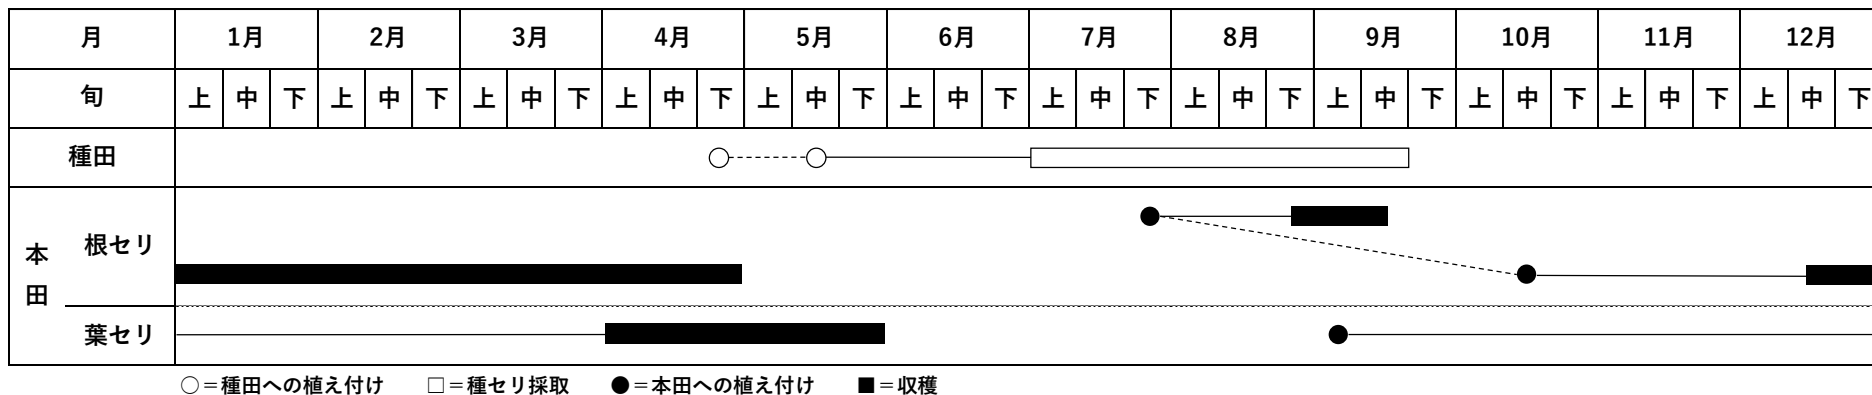 月 1月 2月 3月 4月 5月 6月 7月 8月 9月 10月 11月 12月
旬 上 中 下 上 中 下 上 中 下 上 中 下 上 中 下 上 中 下 上 中 下 上 中 下 上 中 下 上 中 下 上 中 下 上 中 下
種田
本田
根セリ
葉セリ
○=種田への植え付け □=種セリ採取 ●=本田への植え付け ■=収穫